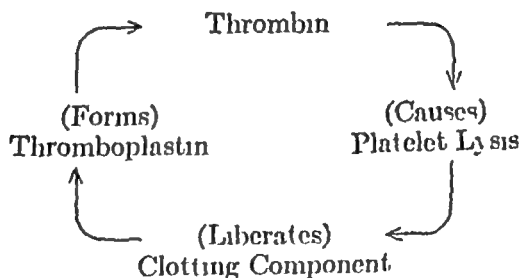 Thrombin
(Forms)
Thromboplastin
(Causes)
Platelet Lysis
(Liberates)
Clotting Component